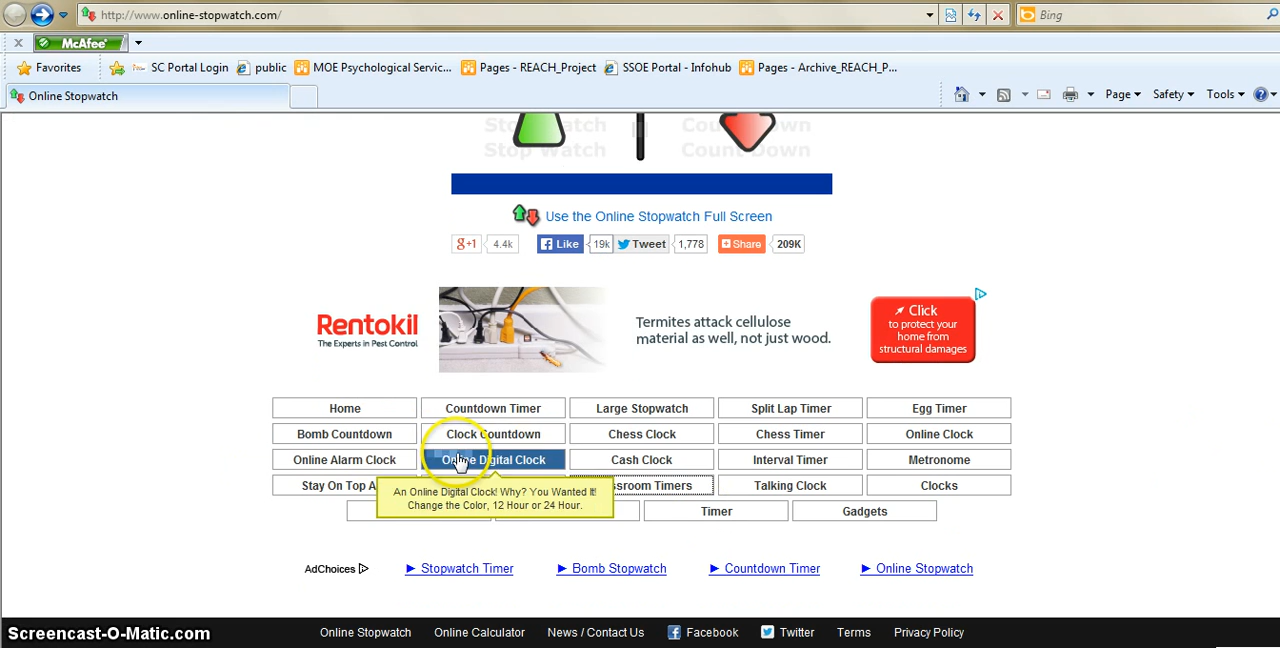 http://www.online-stopwatch.com/
Bing
McAfee
Favorites SC Portal Login public MOE Psychological Servic... Pages - REACH_Project SSOE Portal - Infohub Pages - Archive_REACH_P...
Online Stopwatch
Page Safety Tools
Stopwatch Count Down
Stop Watch Count Down
Use the Online Stopwatch Full Screen
g+1 4.4k Like 19k Tweet 1,778 Share 209K
Rentokil
The Experts in Pest Control
Termites attack cellulose
material as well, not just wood.
Click
to protect your
home from
structural damages
Home Countdown Timer Large Stopwatch Split Lap Timer Egg Timer
Bomb Countdown Clock Countdown Chess Clock Chess Timer Online Clock
Online Alarm Clock Online Digital Clock Cash Clock Interval Timer Metronome
Stay On Top A sroom Timers Talking Clock Clocks
An Online Digital Clock! Why? You Wanted It!
Change the Color, 12 Hour or 24 Hour.
Timer Gadgets
AdChoices ► Stopwatch Timer ► Bomb Stopwatch ► Countdown Timer ► Online Stopwatch
Screencast-O-Matic.com
Online Stopwatch Online Calculator News / Contact Us Facebook Twitter Terms Privacy Policy